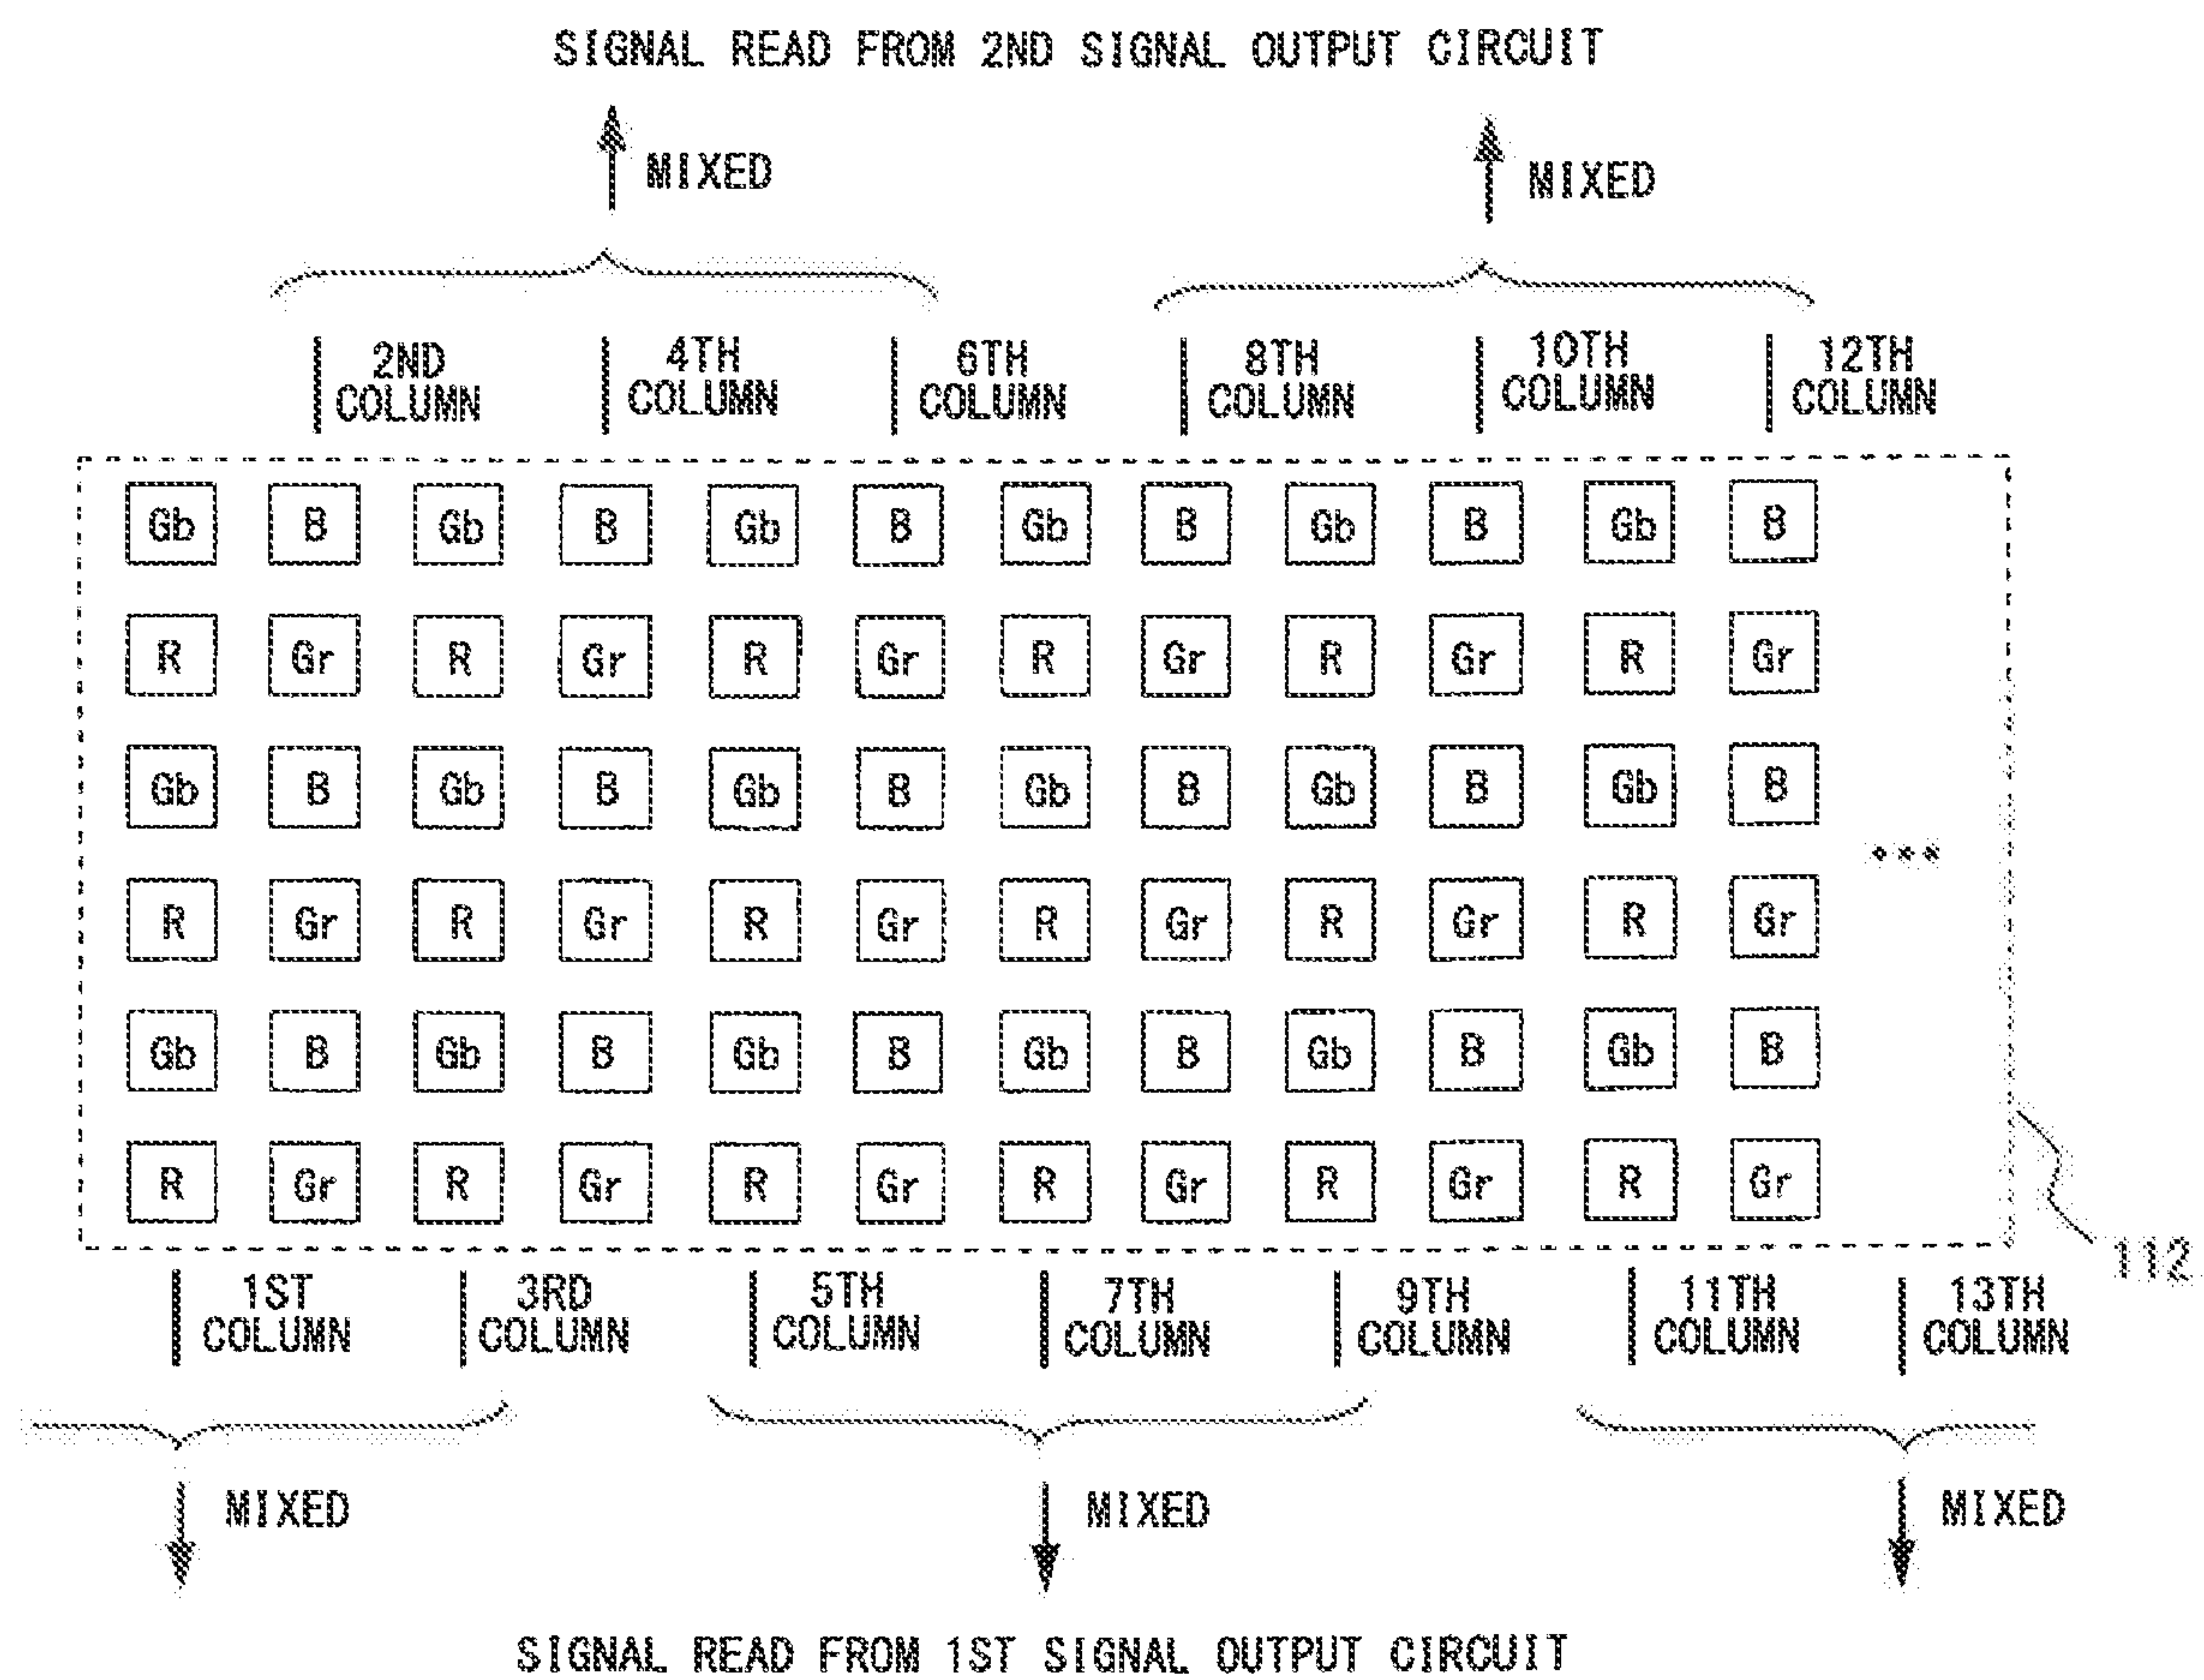 SIGNAL READ FROM 2ND SIGNAL OUTPUT CIRCUIT
MIXED MIXED
2ND COLUMN 4TH COLUMN 6TH COLUMN 8TH COLUMN 10TH COLUMN 12TH COLUMN
Gb B Gb B Gb B Gb B Gb B Gb B
R Gr R Gr R Gr R Gr R Gr R Gr
Gb B Gb B Gb B Gb B Gb B Gb B
...
R Gr R Gr R Gr R Gr R Gr R Gr
Gb B Gb B Gb B Gb B Gb B Gb B
R Gr R Gr R Gr R Gr R Gr R Gr
112
1ST COLUMN 3RD COLUMN 5TH COLUMN 7TH COLUMN 9TH COLUMN 11TH COLUMN 13TH COLUMN
MIXED MIXED MIXED
SIGNAL READ FROM 1ST SIGNAL OUTPUT CIRCUIT